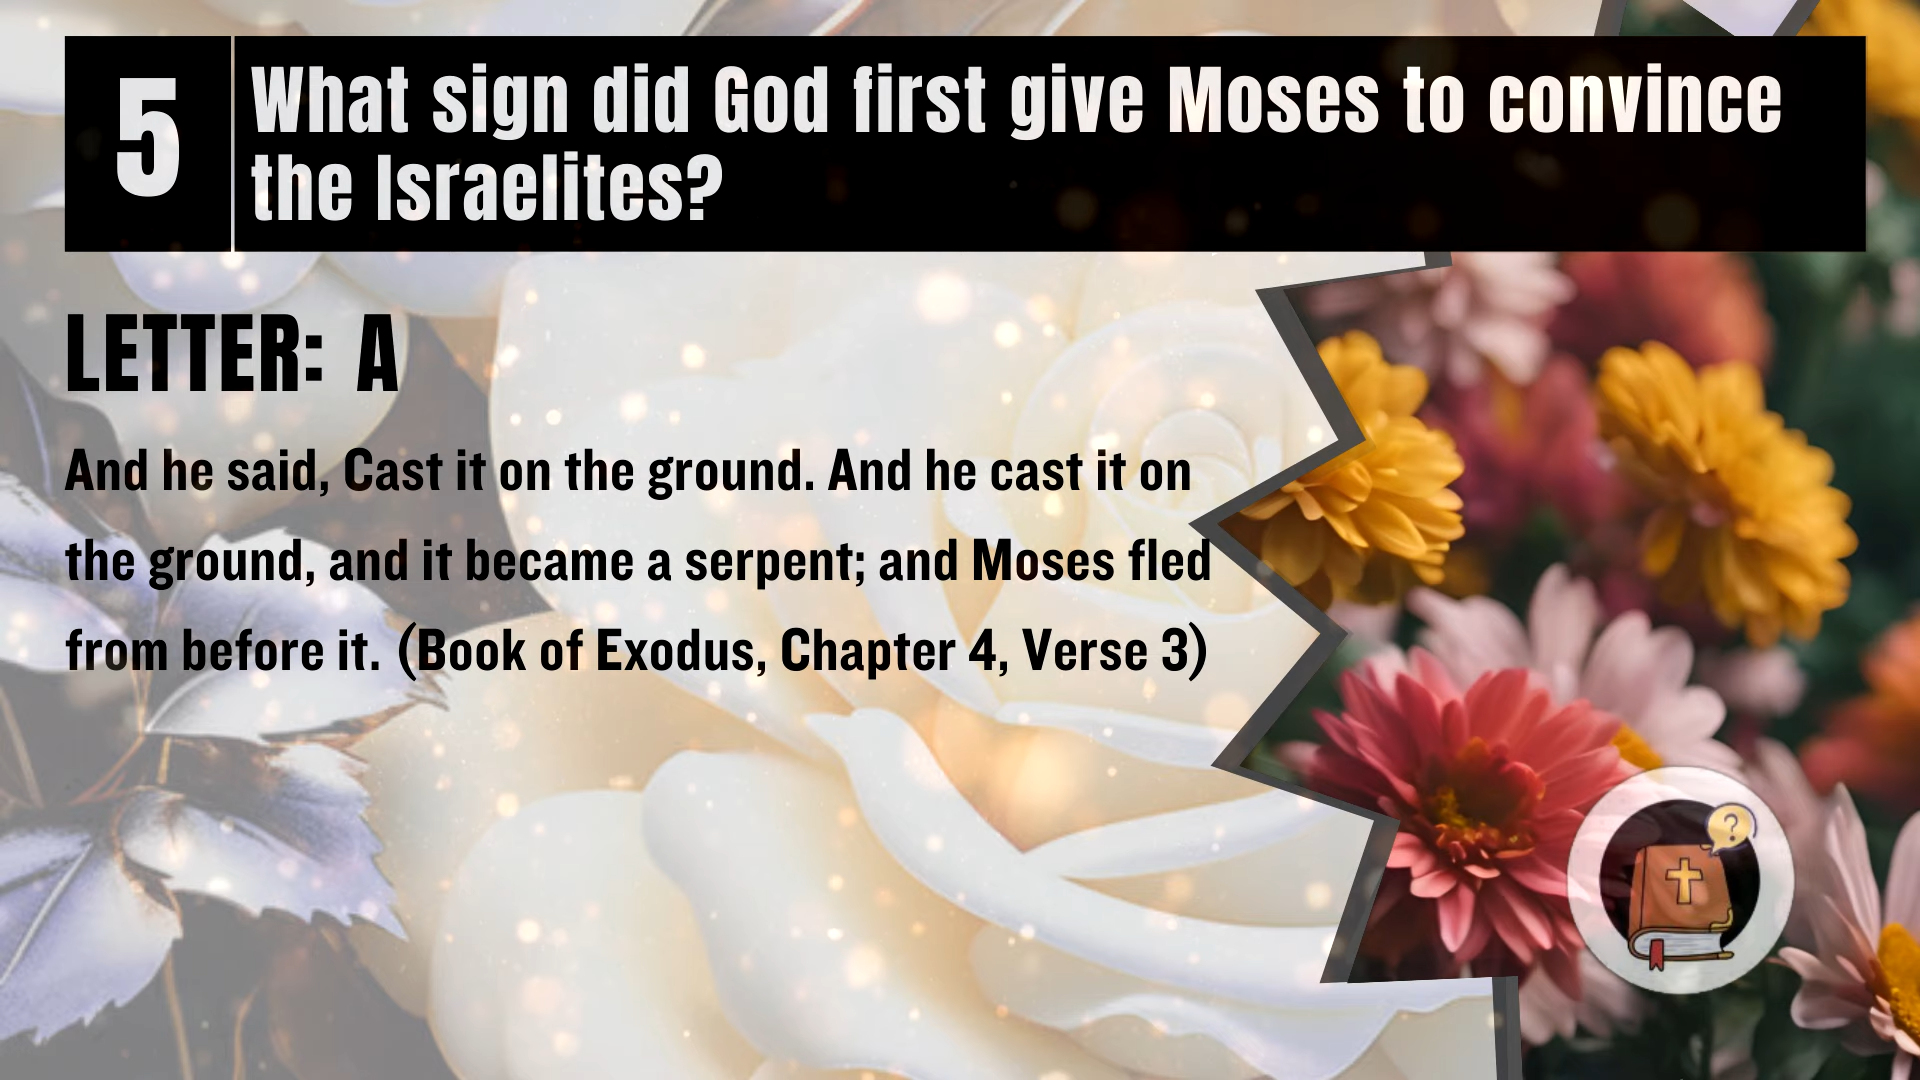 5
What sign did God first give Moses to convince
the Israelites?
LETTER: A
And he said, Cast it on the ground. And he cast it on
the ground, and it became a serpent; and Moses fled
from before it. (Book of Exodus, Chapter 4, Verse 3)
?